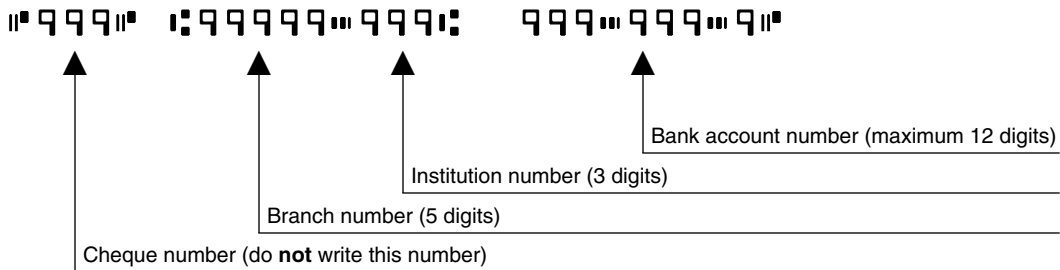 ⑈999⑈ ⑆99999⑉999⑆ 999⑉999⑉9⑈
Bank account number (maximum 12 digits)
Institution number (3 digits)
Branch number (5 digits)
Cheque number (do not write this number)